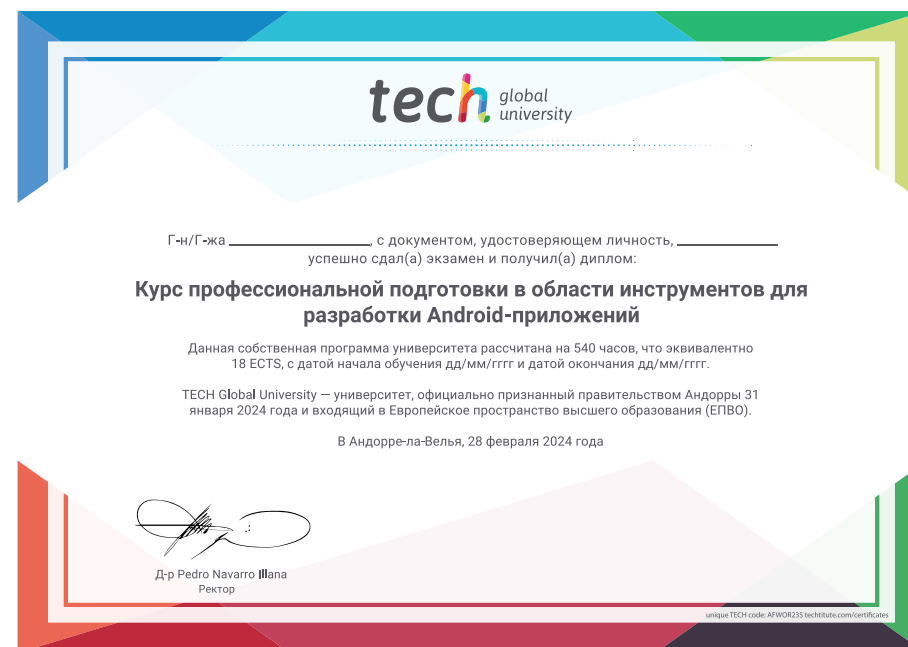 tech global
university
Г-н/Г-жа ____________________, с документом, удостоверяющем личность, ______________
успешно сдал(а) экзамен и получил(а) диплом:
Курс профессиональной подготовки в области инструментов для
разработки Android-приложений
Данная собственная программа университета рассчитана на 540 часов, что эквивалентно
18 ECTS, с датой начала обучения дд/мм/гггг и датой окончания дд/мм/гггг.
TECH Global University — университет, официально признанный правительством Андорры 31
января 2024 года и входящий в Европейское пространство высшего образования (ЕПВО).
В Андорре-ла-Велья, 28 февраля 2024 года
Д-р Pedro Navarro Illana
Ректор
unique TECH code: AFWOR23S techtitute.com/certificates